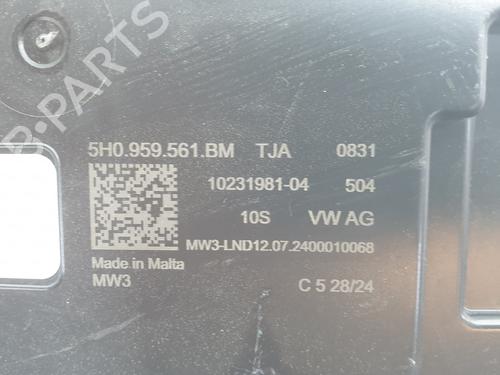 B-PARTS
5H0.959.561.BM TJA 0831
10231981-04 504
10S VW AG
MW3-LND12.07.2400010068
Made in Malta
MW3 C 5 28/24